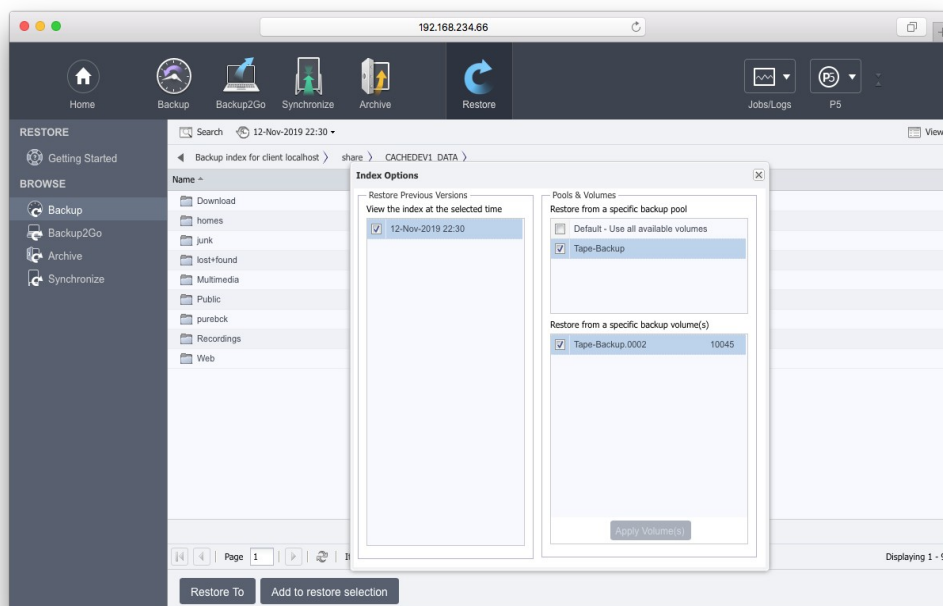 192.168.234.66
Home
Backup
Backup2Go
Synchronize
Archive
Restore
Jobs/Logs
P5
P5
RESTORE
Getting Started
BROWSE
Backup
Backup2Go
Archive
Synchronize
Search
12-Nov-2019 22:30
View
Backup index for client localhost
share
CACHEDEV1 DATA
Name
Download
homes
junk
lost+found
Multimedia
Public
purebck
Recordings
Web
Index Options
Restore Previous Versions
View the index at the selected time
12-Nov-2019 22:30
Pools & Volumes
Restore from a specific backup pool
Default - Use all available volumes
Tape-Backup
Restore from a specific backup volume(s)
Tape-Backup.0002 10045
Apply Volume(s)
Page 1
Displaying 1 - 9
Restore To
Add to restore selection